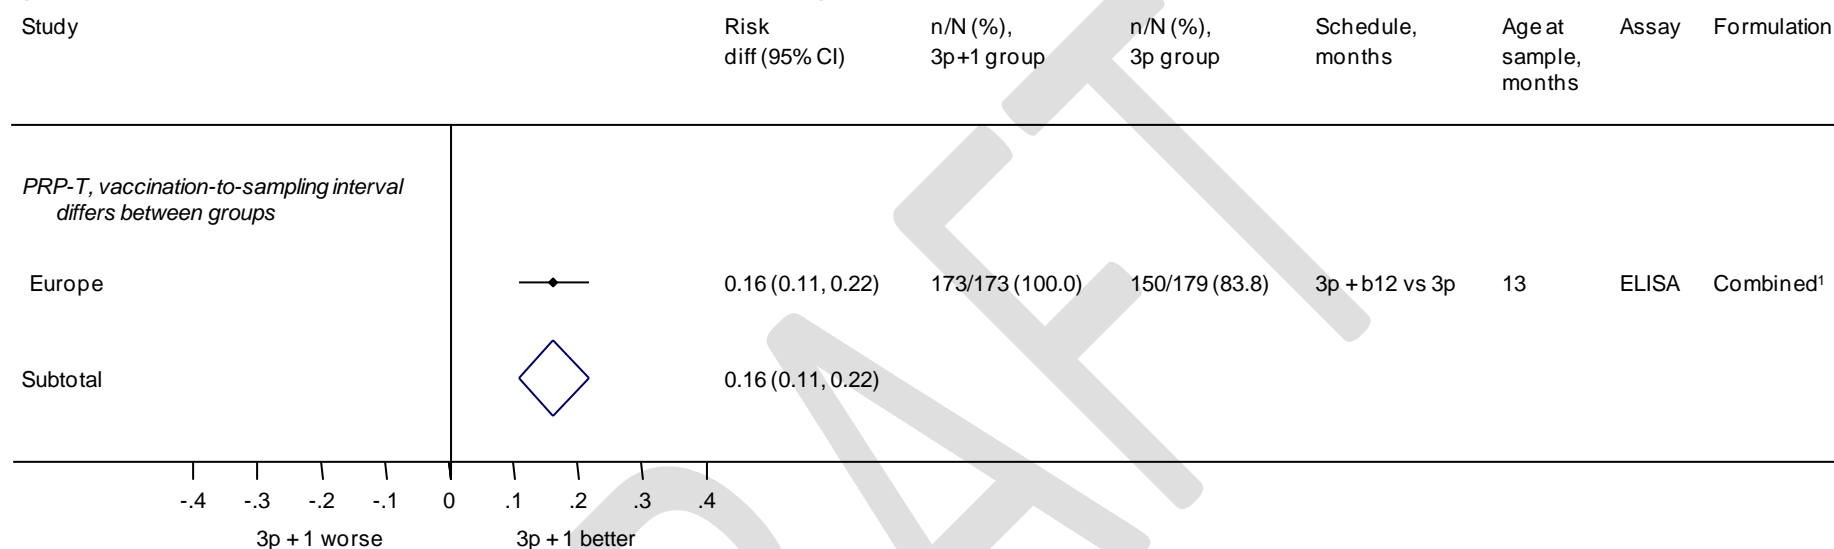 Study
Risk
diff (95% CI)
n/N (%),
3p+1 group
n/N (%),
3p group
Schedule,
months
Age at
sample,
months
Assay
Formulation
PRP-T, vaccination-to-sampling interval
differs between groups
Europe
0.16 (0.11, 0.22)
173/173 (100.0)
150/179 (83.8)
3p + b12 vs 3p
13
ELISA
Combined¹
Subtotal
0.16 (0.11, 0.22)
-.4 -.3 -.2 -.1 0 .1 .2 .3 .4
3p + 1 worse
3p + 1 better
DRAFT